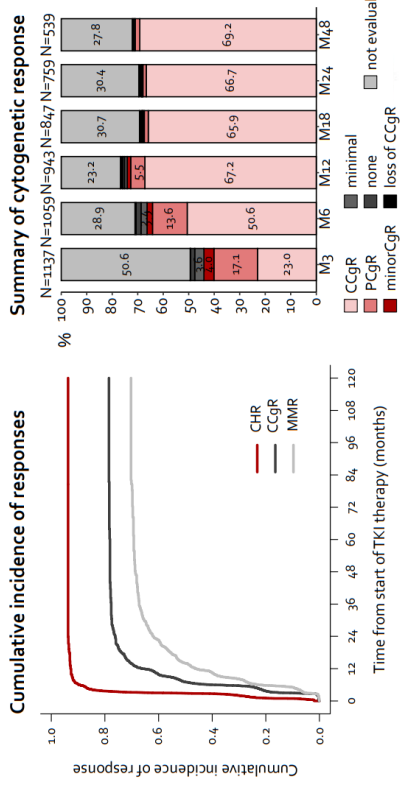 Cumulative incidence of responses
Cumulative incidence of response
1.0
0.8
0.6
0.4
0.2
0.0
CHR
CCgR
MMR
0 12 24 36 48 60 72 84 96 108 120
Time from start of TKI therapy (months)
Summary of cytogenetic response
N=1137 N=1059 N=943 N=847 N=759 N=539
%
100
90
80
70
60
50
40
30
20
10
0
50.6 28.9 23.2 30.7 30.4 27.8
3.6
17.1 13.6 5.5
23.0 50.6 67.2 65.9 66.7 69.2
M3 M6 M12 M18 M24 M48
CCgR minimal not evaluat
PCgR none
minorCgR loss of CCgR